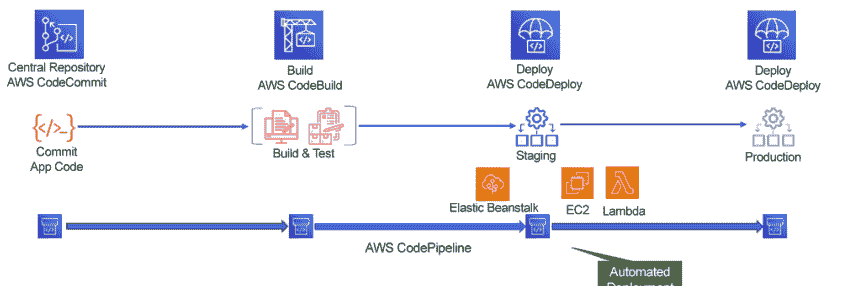 Central Repository
AWS CodeCommit
Build
AWS CodeBuild
Deploy
AWS CodeDeploy
Deploy
AWS CodeDeploy
Commit
App Code
Build & Test
Staging
Production
Elastic Beanstalk
EC2
Lambda
AWS CodePipeline
Automated
Deployment